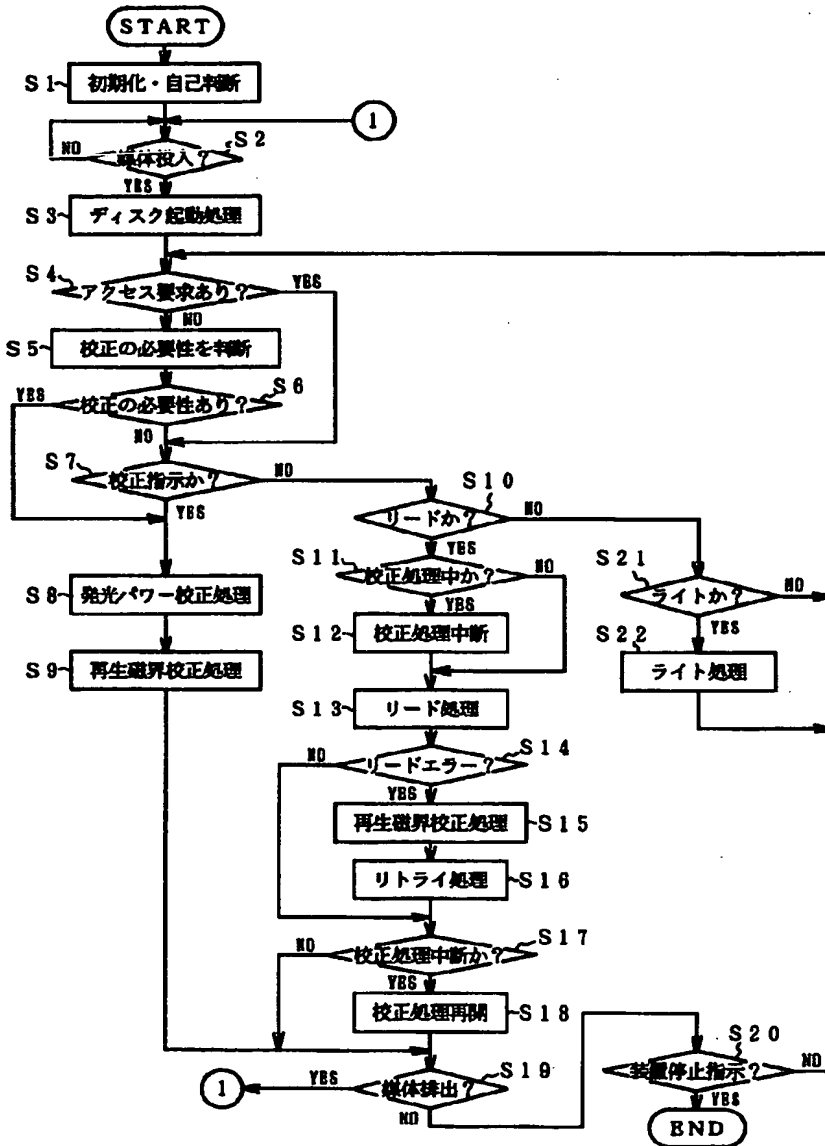 START
S1 初期化・自己判断
1
S2 媒体投入?
NO
YES
S3 ディスク起動処理
S4 アクセス要求あり?
YES
NO
S5 校正の必要性を判断
S6 校正の必要性あり?
YES
NO
S7 校正指示か?
NO
YES
S8 発光パワー校正処理
S9 再生磁界校正処理
S10 リードか?
NO
YES
S11 校正処理中か?
NO
YES
S12 校正処理中断
S13 リード処理
S14 リードエラー?
NO
YES
S15 再生磁界校正処理
S16 リトライ処理
S17 校正処理中断か?
NO
YES
S18 校正処理再開
S19 媒体排出?
YES
NO
1
S20 装置停止指示?
NO
YES
END
S21 ライトか?
NO
YES
S22 ライト処理